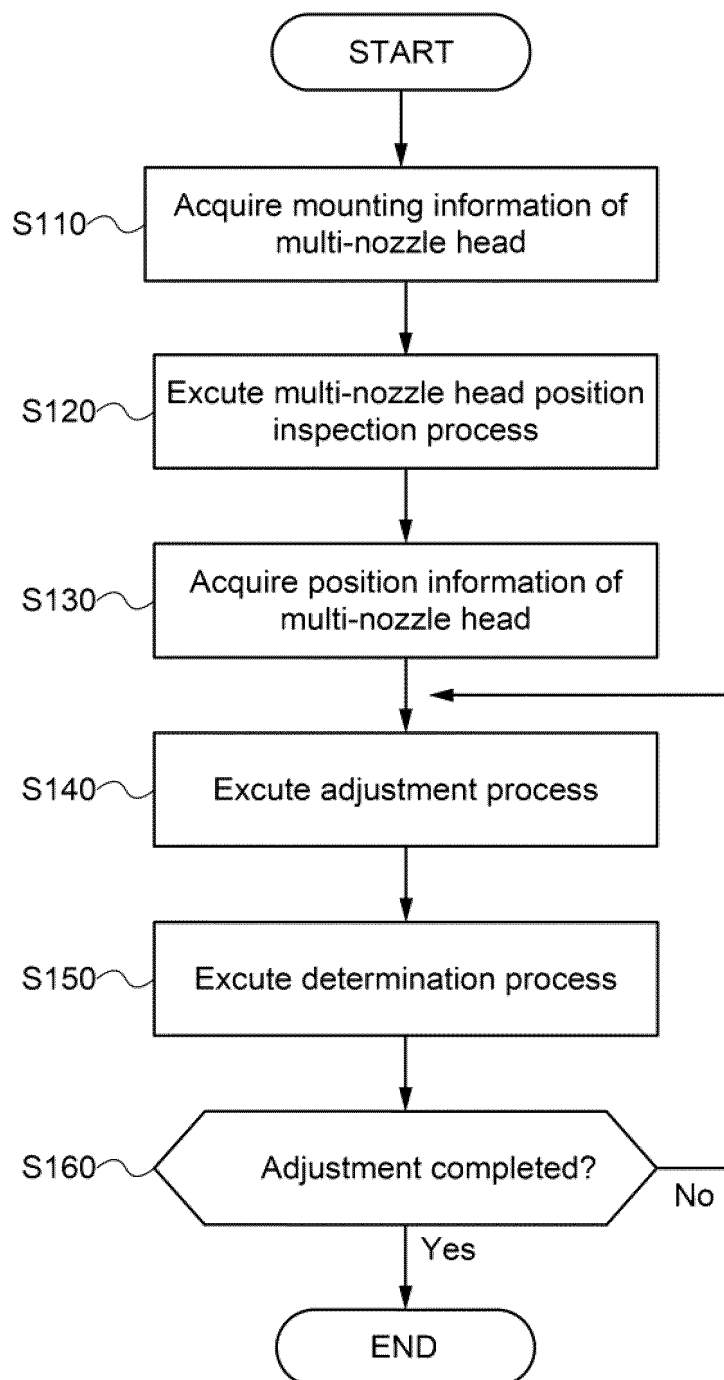 START
S110
Acquire mounting information of
multi-nozzle head
S120
Excute multi-nozzle head position
inspection process
S130
Acquire position information of
multi-nozzle head
S140
Excute adjustment process
S150
Excute determination process
S160
Adjustment completed?
No
Yes
END